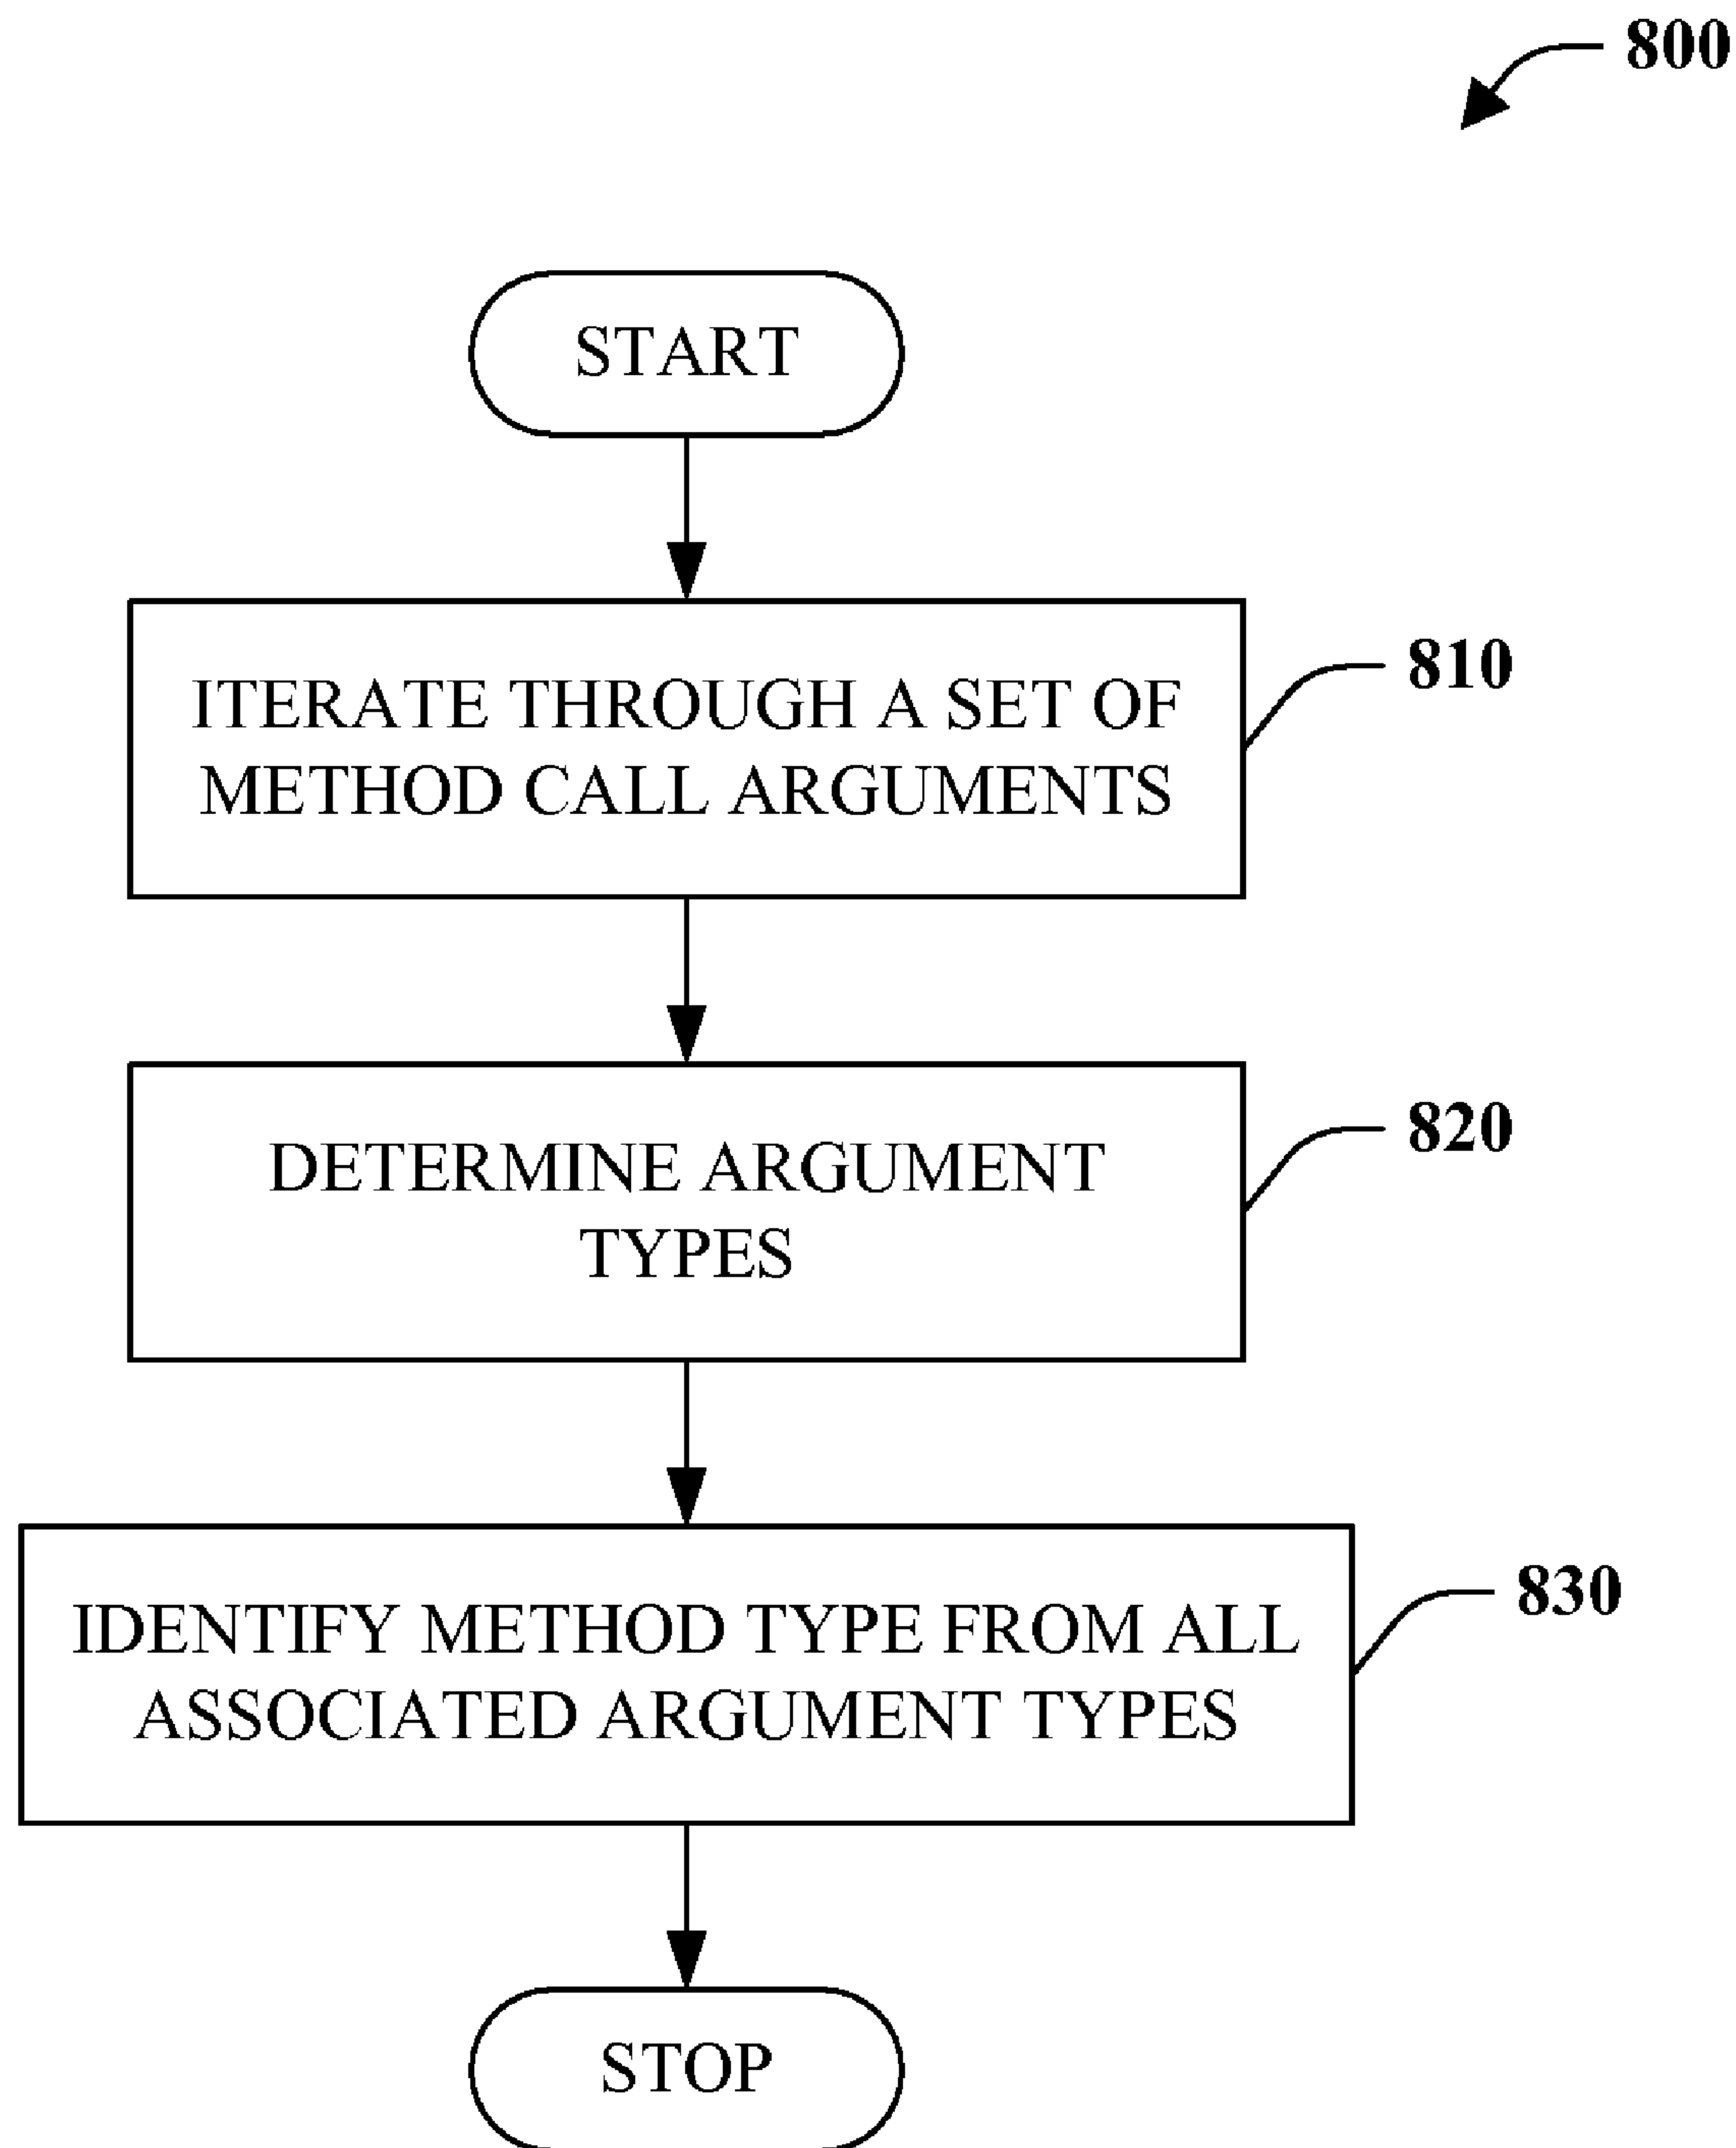 800
START
ITERATE THROUGH A SET OF
METHOD CALL ARGUMENTS
810
DETERMINE ARGUMENT
TYPES
820
IDENTIFY METHOD TYPE FROM ALL
ASSOCIATED ARGUMENT TYPES
830
STOP